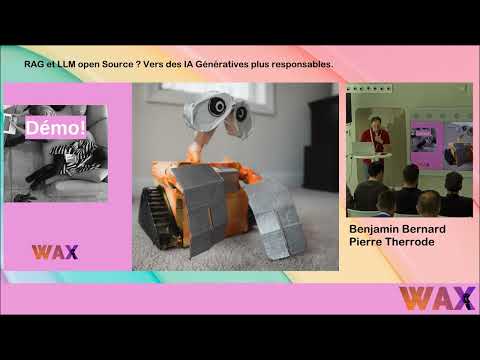 RAG et LLM open Source ? Vers des IA Génératives plus responsables.
Démo!
WAX
Benjamin Bernard
Pierre Therrode
WAX